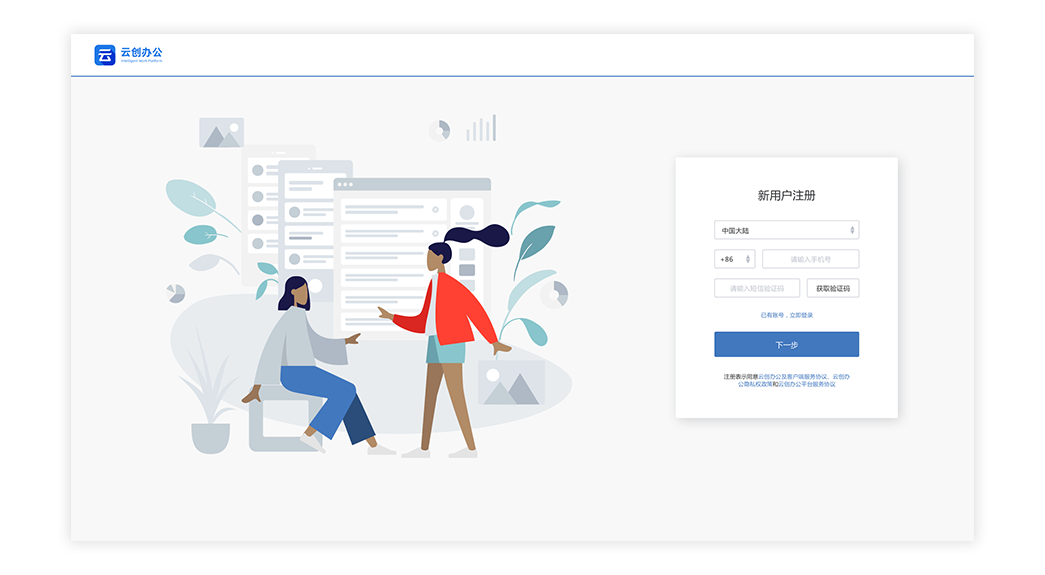 云
云创办公
Intelligent Work Platform
新用户注册
中国大陆
+86
请输入手机号
请输入短信验证码
获取验证码
已有账号，立即登录
下一步
注册表示同意云创办公及客户端服务协议、云创办
公隐私权政策和云创办公平台服务协议